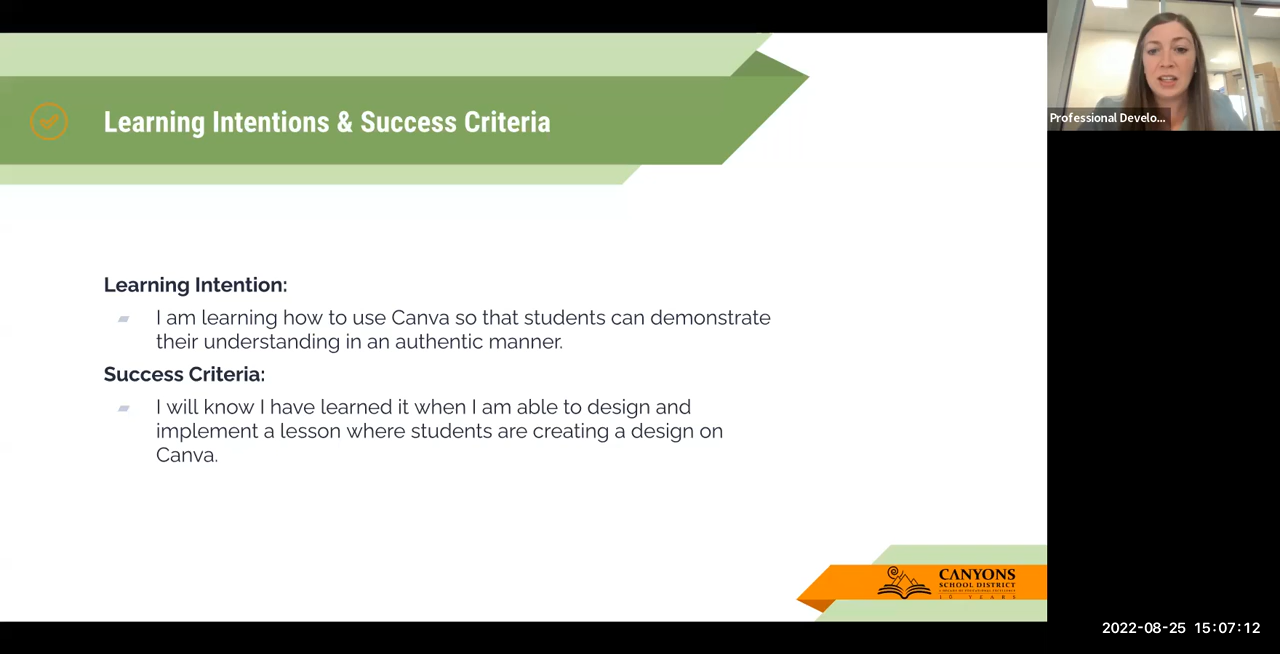 Learning Intentions & Success Criteria
Professional Develo...
Learning Intention:
I am learning how to use Canva so that students can demonstrate
their understanding in an authentic manner.
Success Criteria:
I will know I have learned it when I am able to design and
implement a lesson where students are creating a design on
Canva.
CANYONS
SCHOOL DISTRICT
10 YEARS
2022-08-25 15:07:12